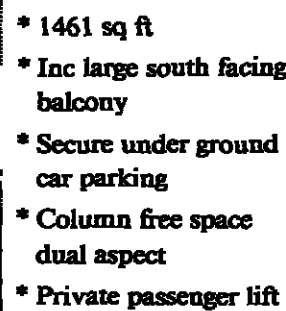 * 1461 sq ft
* Inc large south facing
balcony
* Secure under ground
car parking
* Column free space
dual aspect
* Private passenger lift